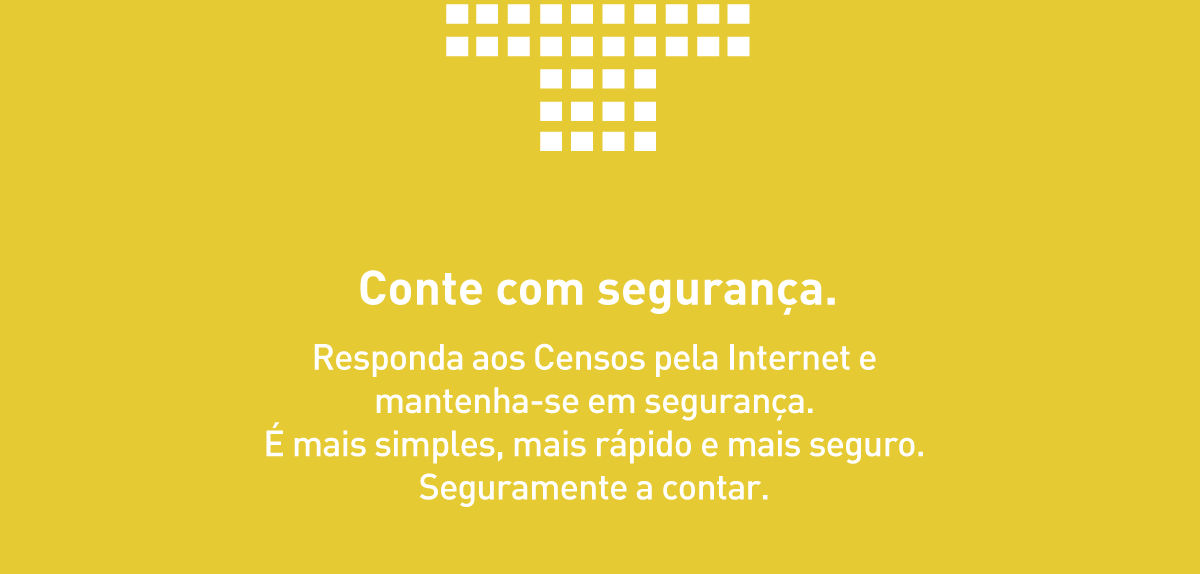 Conte com segurança.
Responda aos Censos pela Internet e
mantenha-se em segurança.
É mais simples, mais rápido e mais seguro.
Seguramente a contar.